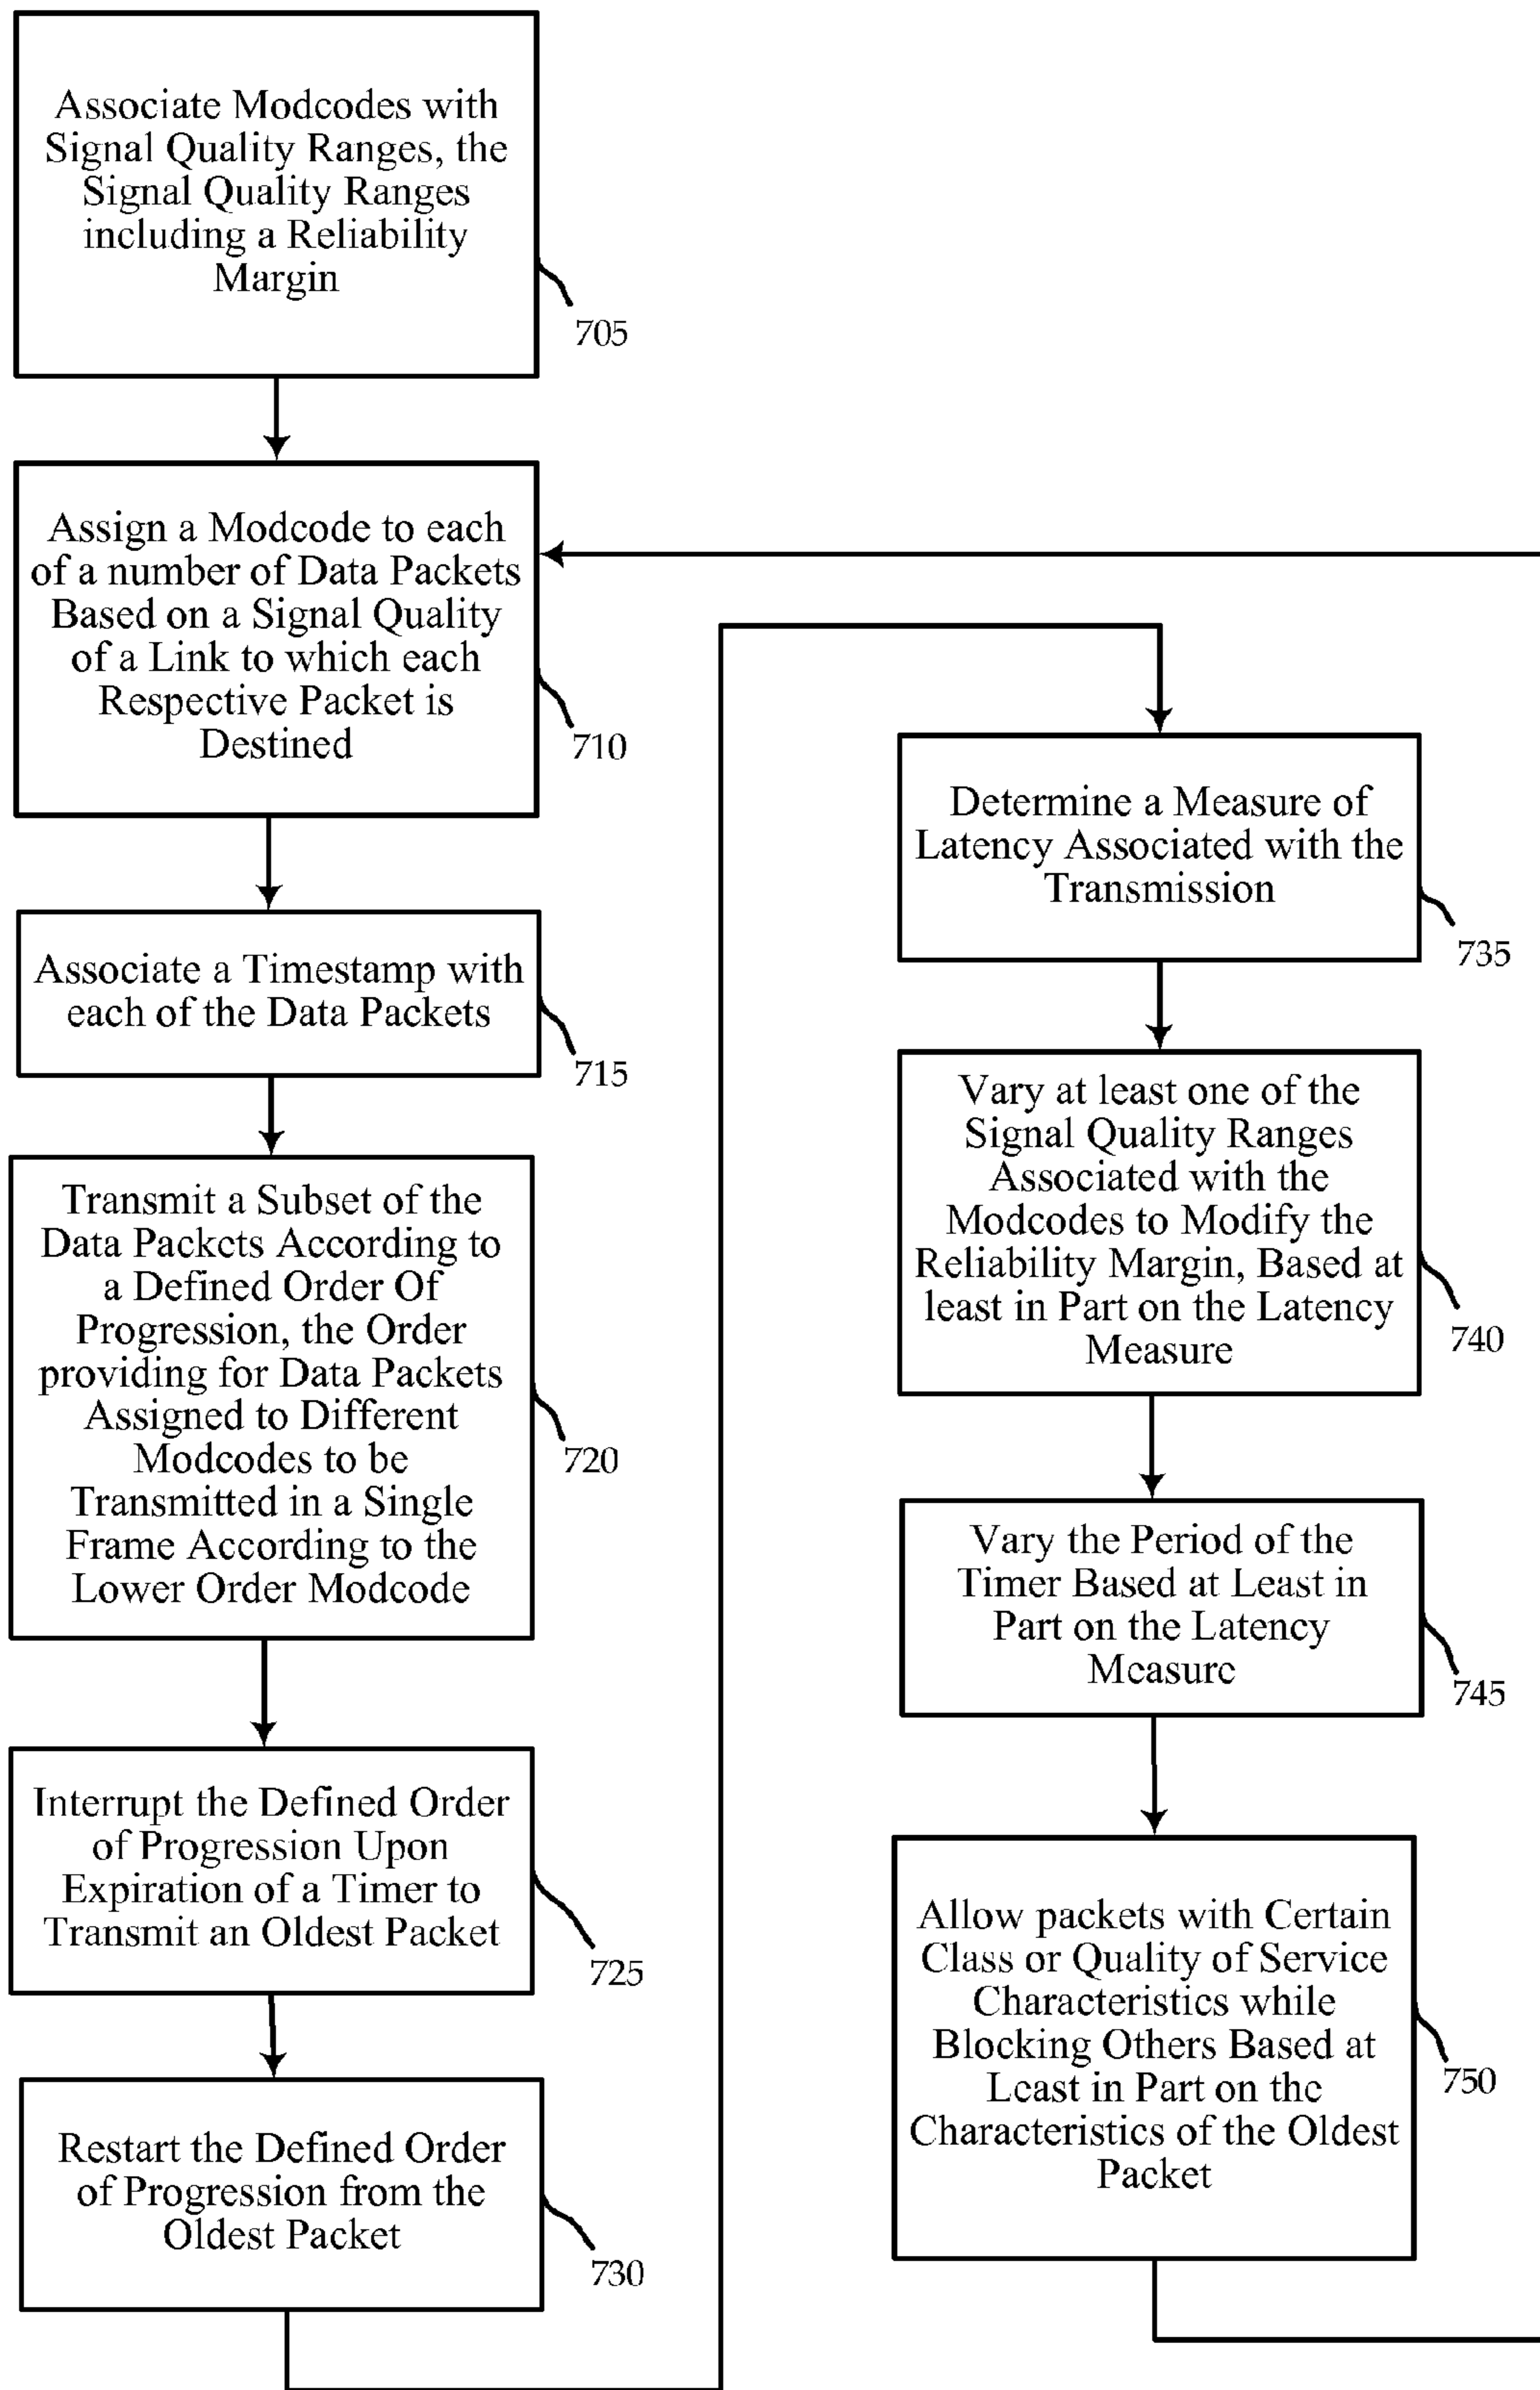 Associate Modcodes with
Signal Quality Ranges, the
Signal Quality Ranges
including a Reliability
Margin
705
Assign a Modcode to each
of a number of Data Packets
Based on a Signal Quality
of a Link to which each
Respective Packet is
Destined
710
Associate a Timestamp with
each of the Data Packets
715
Transmit a Subset of the
Data Packets According to
a Defined Order Of
Progression, the Order
providing for Data Packets
Assigned to Different
Modcodes to be
Transmitted in a Single
Frame According to the
Lower Order Modcode
720
Interrupt the Defined Order
of Progression Upon
Expiration of a Timer to
Transmit an Oldest Packet
725
Restart the Defined Order
of Progression from the
Oldest Packet
730
Determine a Measure of
Latency Associated with the
Transmission
735
Vary at least one of the
Signal Quality Ranges
Associated with the
Modcodes to Modify the
Reliability Margin, Based at
least in Part on the Latency
Measure
740
Vary the Period of the
Timer Based at Least in
Part on the Latency
Measure
745
Allow packets with Certain
Class or Quality of Service
Characteristics while
Blocking Others Based at
Least in Part on the
Characteristics of the Oldest
Packet
750